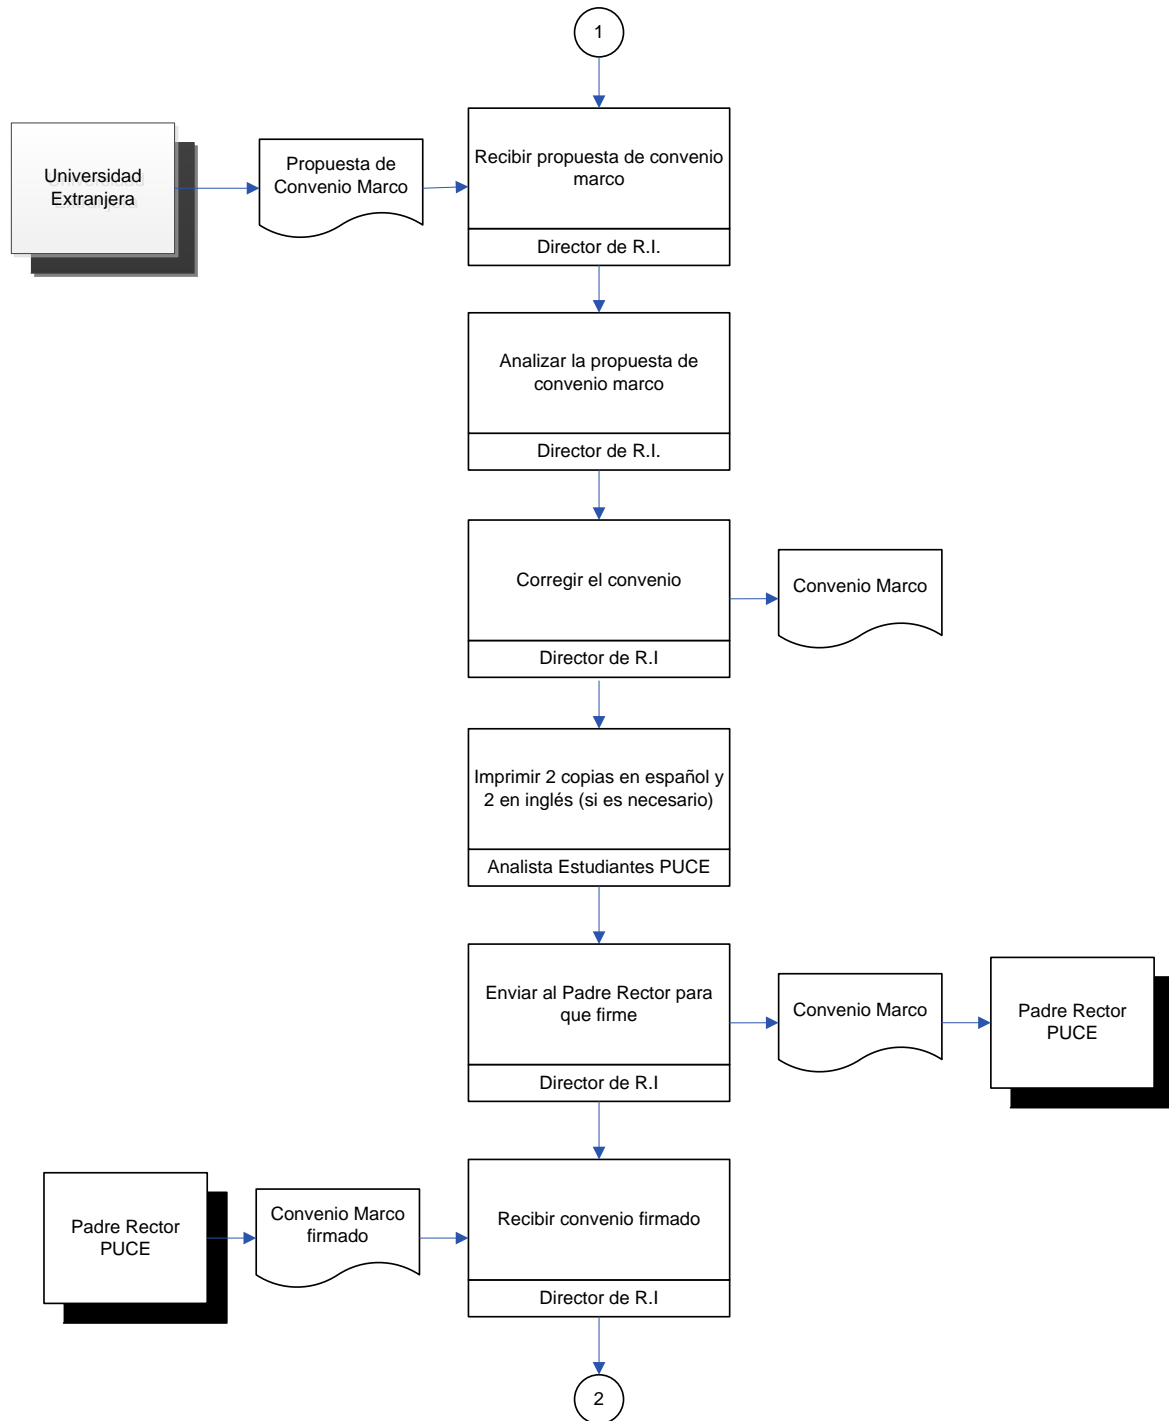 1
Universidad
Extranjera
Propuesta de
Convenio Marco
Recibir propuesta de convenio
marco
Director de R.I.
Analizar la propuesta de
convenio marco
Director de R.I.
Corregir el convenio
Director de R.I
Convenio Marco
Imprimir 2 copias en español y
2 en inglés (si es necesario)
Analista Estudiantes PUCE
Enviar al Padre Rector para
que firme
Director de R.I
Convenio Marco
Padre Rector
PUCE
Padre Rector
PUCE
Convenio Marco
firmado
Recibir convenio firmado
Director de R.I
2